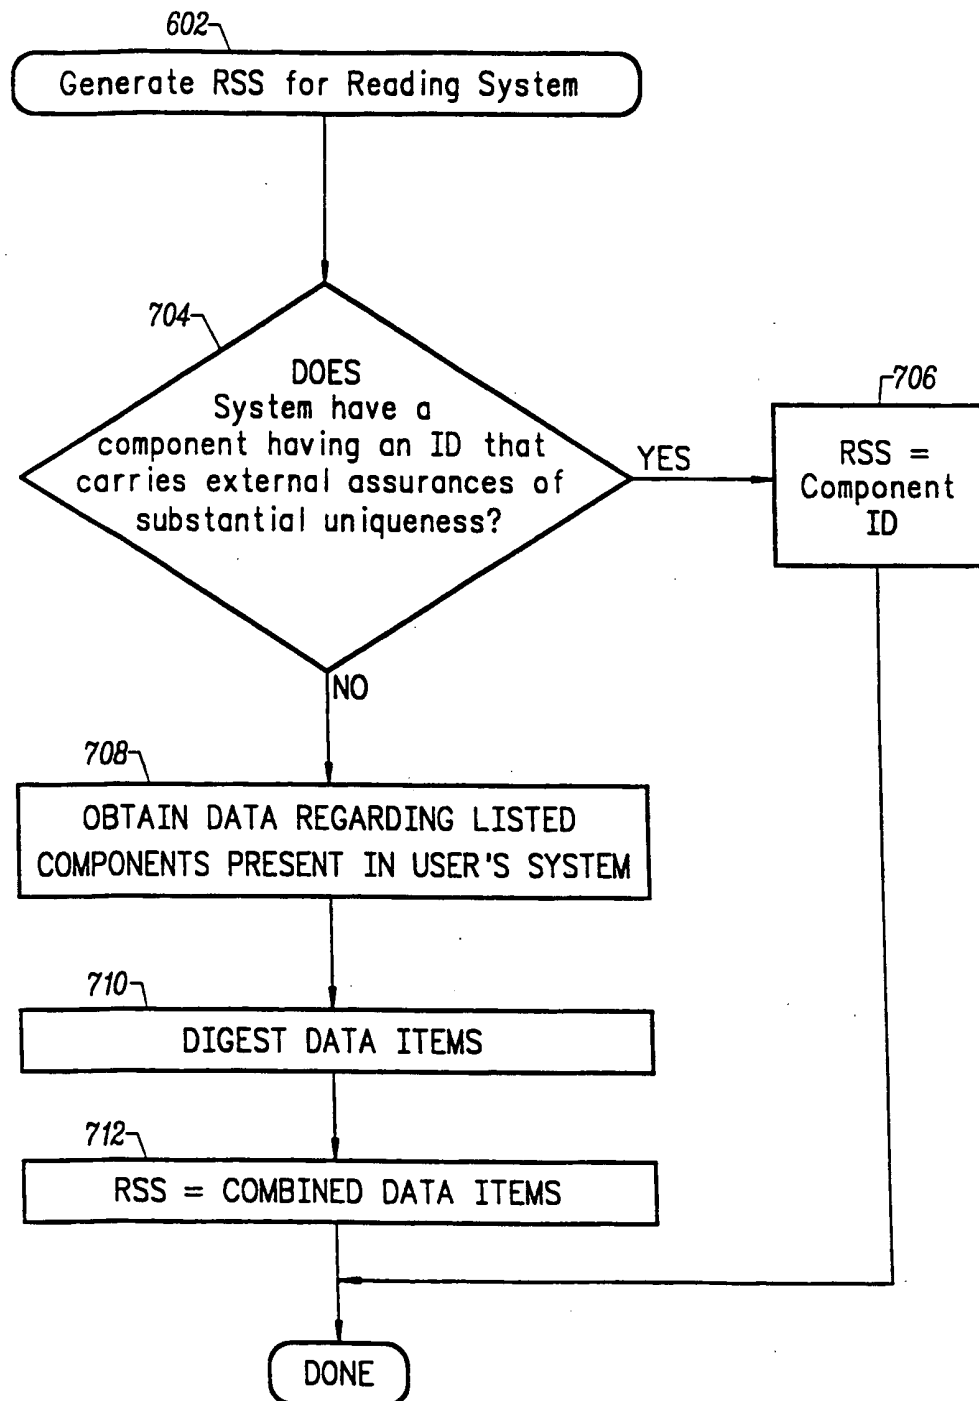 602
Generate RSS for Reading System
704
DOES
System have a
component having an ID that
carries external assurances of
substantial uniqueness?
YES
706
RSS =
Component
ID
NO
708
OBTAIN DATA REGARDING LISTED
COMPONENTS PRESENT IN USER'S SYSTEM
710
DIGEST DATA ITEMS
712
RSS = COMBINED DATA ITEMS
DONE